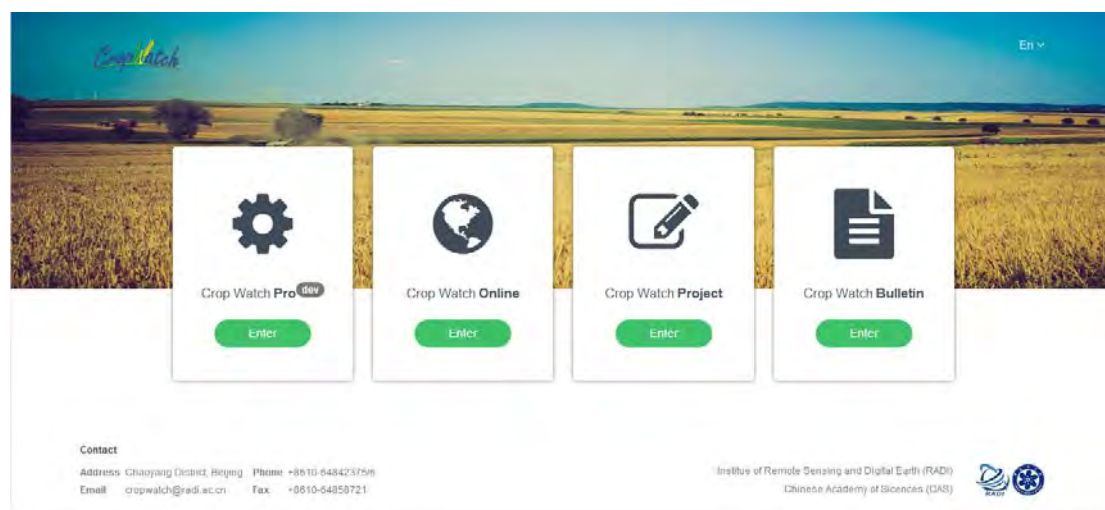 CropWatch
En
Crop Watch Pro dev
Crop Watch Online
Crop Watch Project
Crop Watch Bulletin
Enter
Enter
Enter
Enter
Contact
Address Chaoyang District, Beijing Phone +8610-64842375/6
Email cropwatch@radi.ac.cn Fax +8610-64858721
Institue of Remote Sensing and Digital Earth (RADI)
Chinese Academy of Sicences (CAS)
RADI